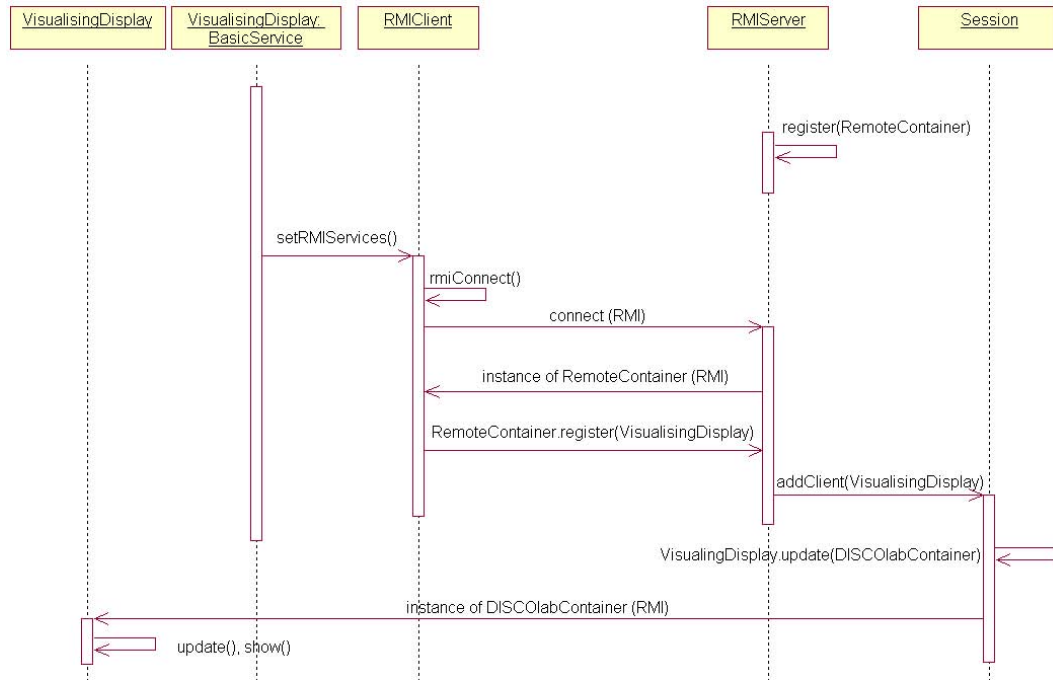 VisualisingDisplay
VisualisingDisplay:
BasicService
RMIClient
RMIServer
Session
register(RemoteContainer)
setRMIServices()
rmiConnect()
connect (RMI)
instance of RemoteContainer (RMI)
RemoteContainer.register(VisualisingDisplay)
addClient(VisualisingDisplay)
VisualingDisplay.update(DISCOlabContainer)
instance of DISCOlabContainer (RMI)
update(), show()